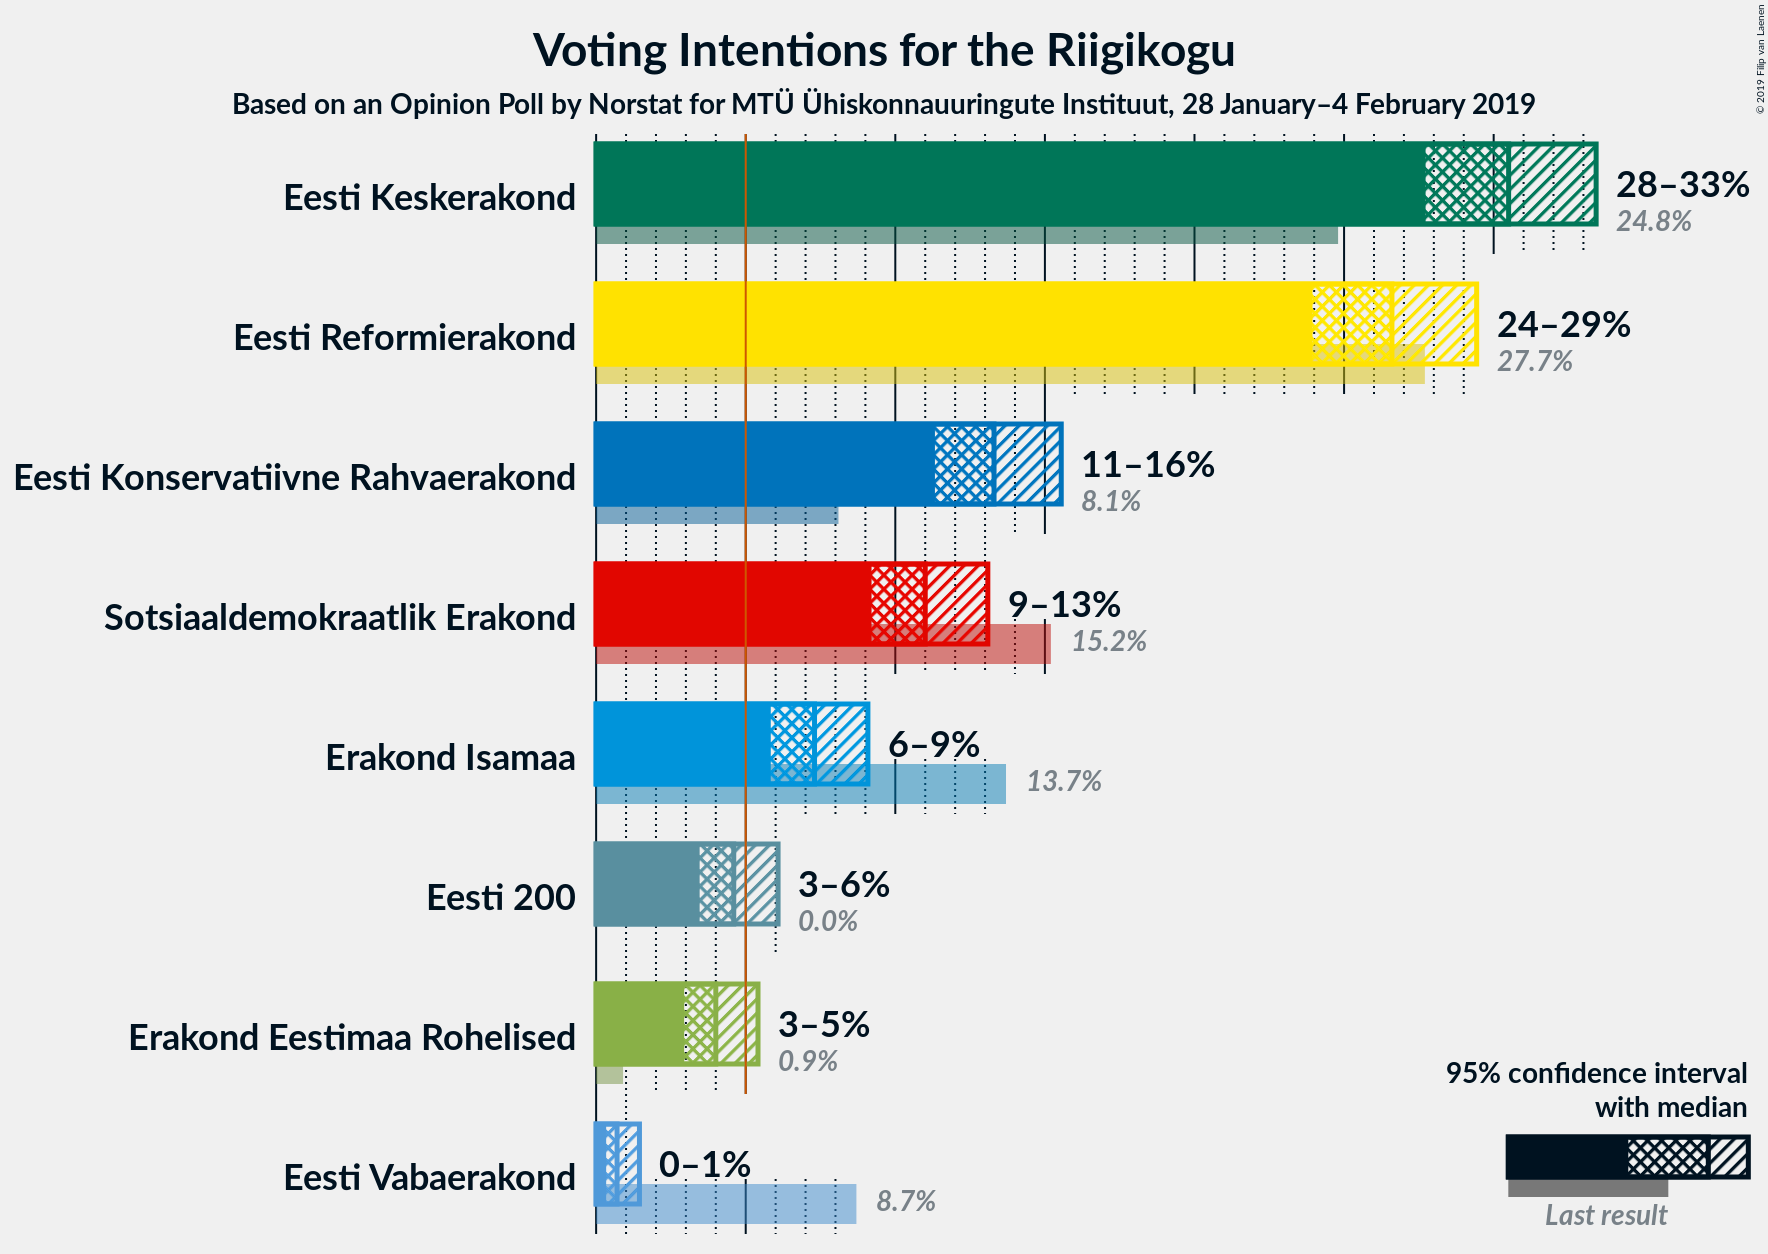 Voting Intentions for the Riigikogu
Based on an Opinion Poll by Norstat for MTÜ Ühiskonnauuringute Instituut, 28 January–4 February 2019
© 2019 Filip van Laenen
Eesti Keskerakond
28–33%
24.8%
Eesti Reformierakond
24–29%
27.7%
Eesti Konservatiivne Rahvaerakond
11–16%
8.1%
Sotsiaaldemokraatlik Erakond
9–13%
15.2%
Erakond Isamaa
6–9%
13.7%
Eesti 200
3–6%
0.0%
Erakond Eestimaa Rohelised
3–5%
0.9%
Eesti Vabaerakond
0–1%
8.7%
95% confidence interval
with median
Last result